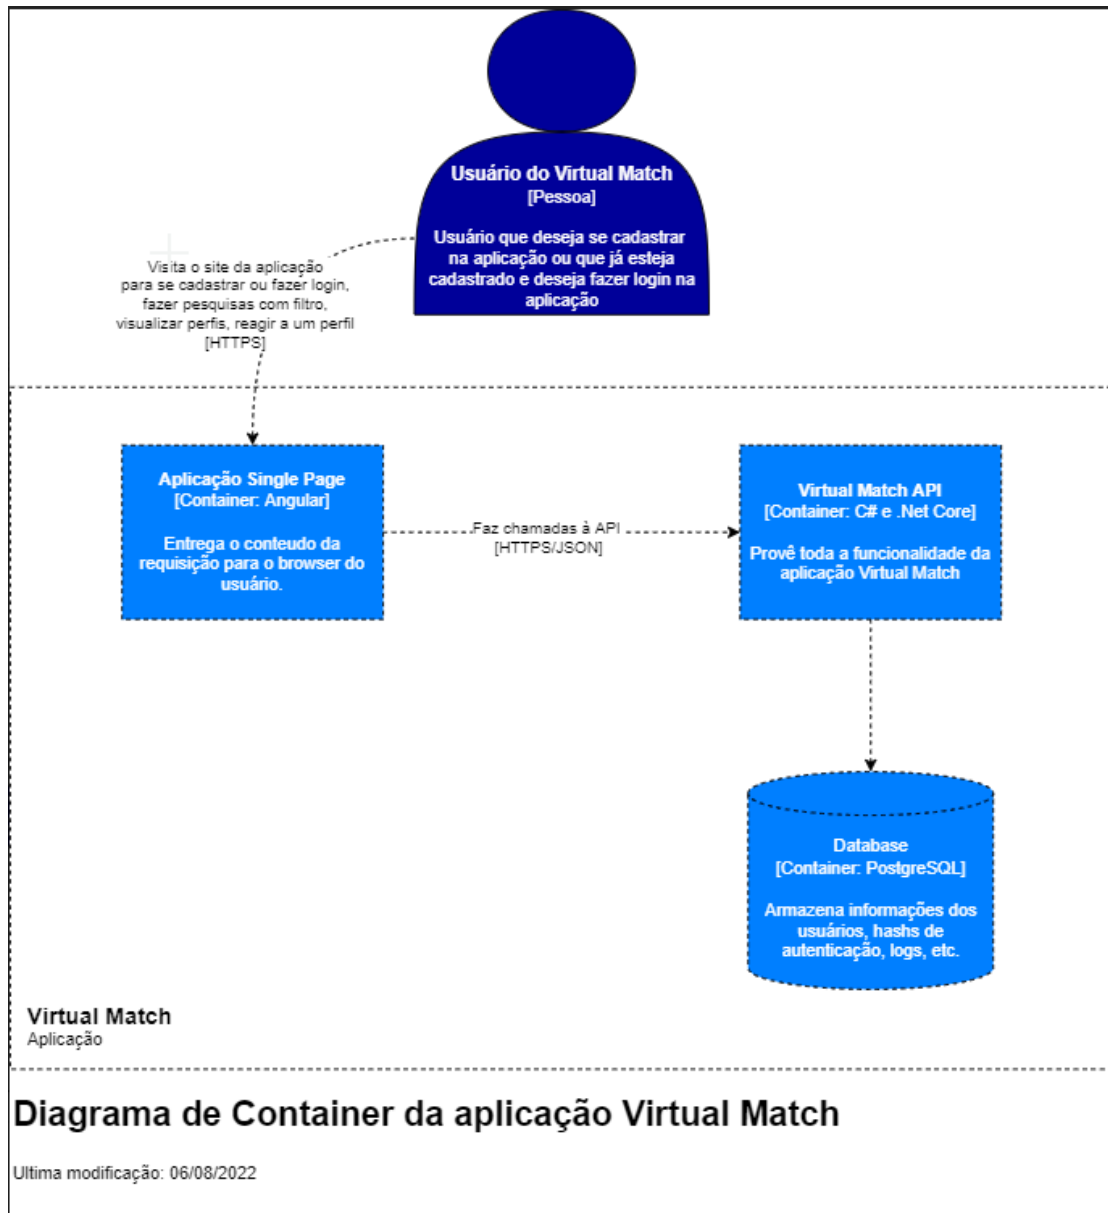 Usuário do Virtual Match
[Pessoa]
Usuário que deseja se cadastrar
na aplicação ou que já esteja
cadastrado e deseja fazer login na
aplicação
Visita o site da aplicação
para se cadastrar ou fazer login,
fazer pesquisas com filtro,
visualizar perfis, reagir a um perfil
[HTTPS]
Aplicação Single Page
[Container: Angular]
Entrega o conteudo da
requisição para o browser do
usuário.
Faz chamadas à API
[HTTPS/JSON]
Virtual Match API
[Container: C# e .Net Core]
Provê toda a funcionalidade da
aplicação Virtual Match
Database
[Container: PostgreSQL]
Armazena informações dos
usuários, hashs de
autenticação, logs, etc.
Virtual Match
Aplicação
Diagrama de Container da aplicação Virtual Match
Ultima modificação: 06/08/2022